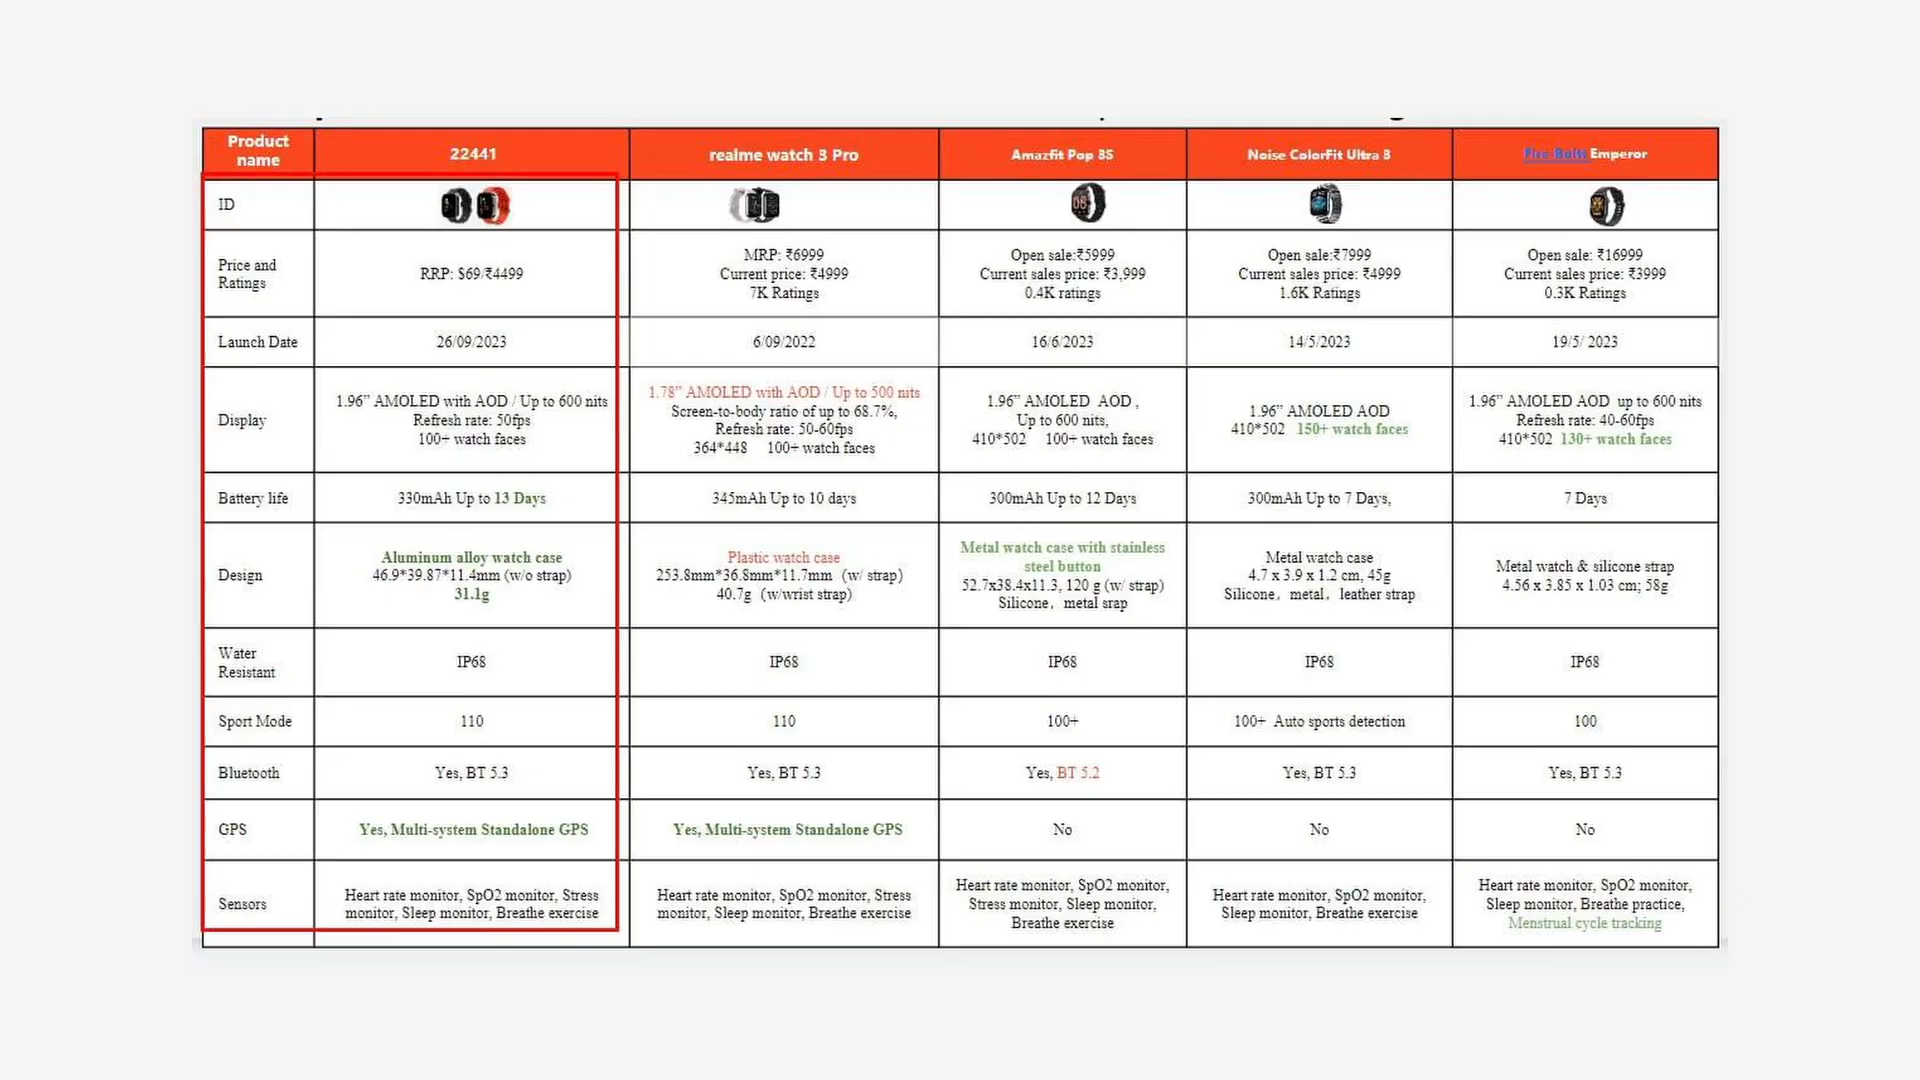 Product name
22441
realme watch 3 Pro
Amazfit Pop 3S
Noise ColorFit Ultra 3
Fire-Boltt Emperor
ID
Price and Ratings
RRP: $69/₹4499
MRP: ₹6999
Current price: ₹4999
7K Ratings
Open sale:₹5999
Current sales price: ₹3,999
0.4K ratings
Open sale:₹7999
Current sales price: ₹4999
1.6K Ratings
Open sale: ₹16999
Current sales price: ₹3999
0.3K Ratings
Launch Date
26/09/2023
6/09/2022
16/6/2023
14/5/2023
19/5/ 2023
Display
1.96” AMOLED with AOD / Up to 600 nits
Refresh rate: 50fps
100+ watch faces
1.78” AMOLED with AOD / Up to 500 nits
Screen-to-body ratio of up to 68.7%,
Refresh rate: 50-60fps
364*448 100+ watch faces
1.96” AMOLED AOD ,
Up to 600 nits,
410*502 100+ watch faces
1.96” AMOLED AOD
410*502 150+ watch faces
1.96” AMOLED AOD up to 600 nits
Refresh rate: 40-60fps
410*502 130+ watch faces
Battery life
330mAh Up to 13 Days
345mAh Up to 10 days
300mAh Up to 12 Days
300mAh Up to 7 Days,
7 Days
Design
Aluminum alloy watch case
46.9*39.87*11.4mm (w/o strap)
31.1g
Plastic watch case
253.8mm*36.8mm*11.7mm (w/ strap)
40.7g (w/wrist strap)
Metal watch case with stainless
steel button
52.7x38.4x11.3, 120 g (w/ strap)
Silicone, metal srap
Metal watch case
4.7 x 3.9 x 1.2 cm, 45g
Silicone, metal, leather strap
Metal watch & silicone strap
4.56 x 3.85 x 1.03 cm; 58g
Water
Resistant
IP68
IP68
IP68
IP68
IP68
Sport Mode
110
110
100+
100+ Auto sports detection
100
Bluetooth
Yes, BT 5.3
Yes, BT 5.3
Yes, BT 5.2
Yes, BT 5.3
Yes, BT 5.3
GPS
Yes, Multi-system Standalone GPS
Yes, Multi-system Standalone GPS
No
No
No
Sensors
Heart rate monitor, SpO2 monitor, Stress
monitor, Sleep monitor, Breathe exercise
Heart rate monitor, SpO2 monitor, Stress
monitor, Sleep monitor, Breathe exercise
Heart rate monitor, SpO2 monitor,
Stress monitor, Sleep monitor,
Breathe exercise
Heart rate monitor, SpO2 monitor,
Sleep monitor, Breathe exercise
Heart rate monitor, SpO2 monitor,
Sleep monitor, Breathe practice,
Menstrual cycle tracking